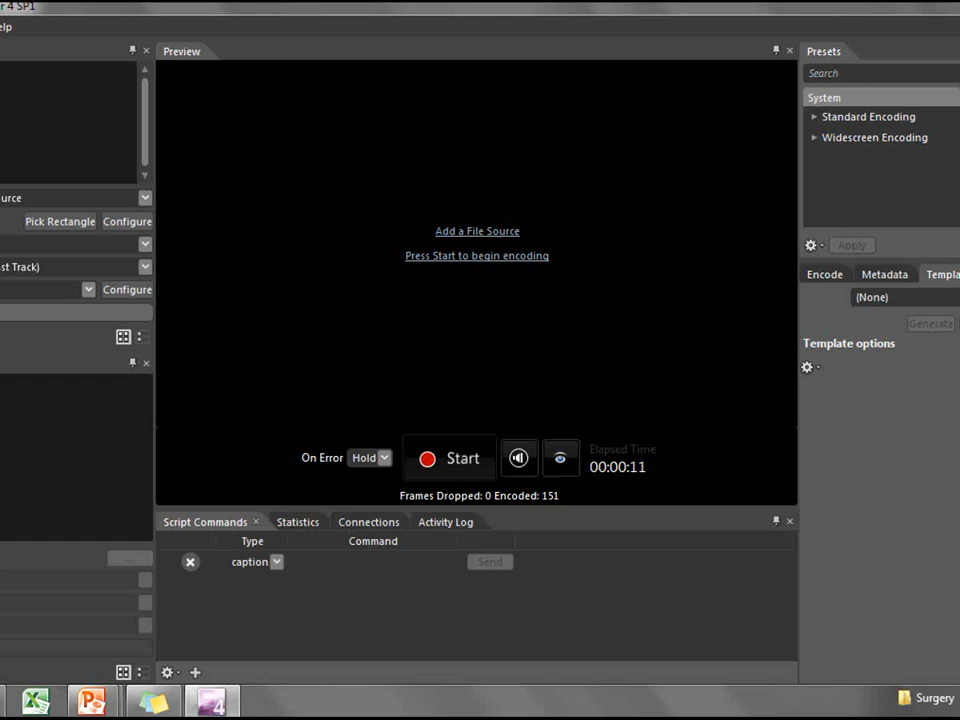 r 4 SP1
elp
Preview
Presets
Search
System
Standard Encoding
Widescreen Encoding
Add a File Source
Press Start to begin encoding
urce
Pick Rectangle Configure
st Track)
Configure
Apply
Encode Metadata Templa
(None)
Generate
Template options
On Error Hold Start Elapsed Time
00:00:11
Frames Dropped: 0 Encoded: 151
Script Commands Statistics Connections Activity Log
Type Command
caption Send
...
4
Surgery